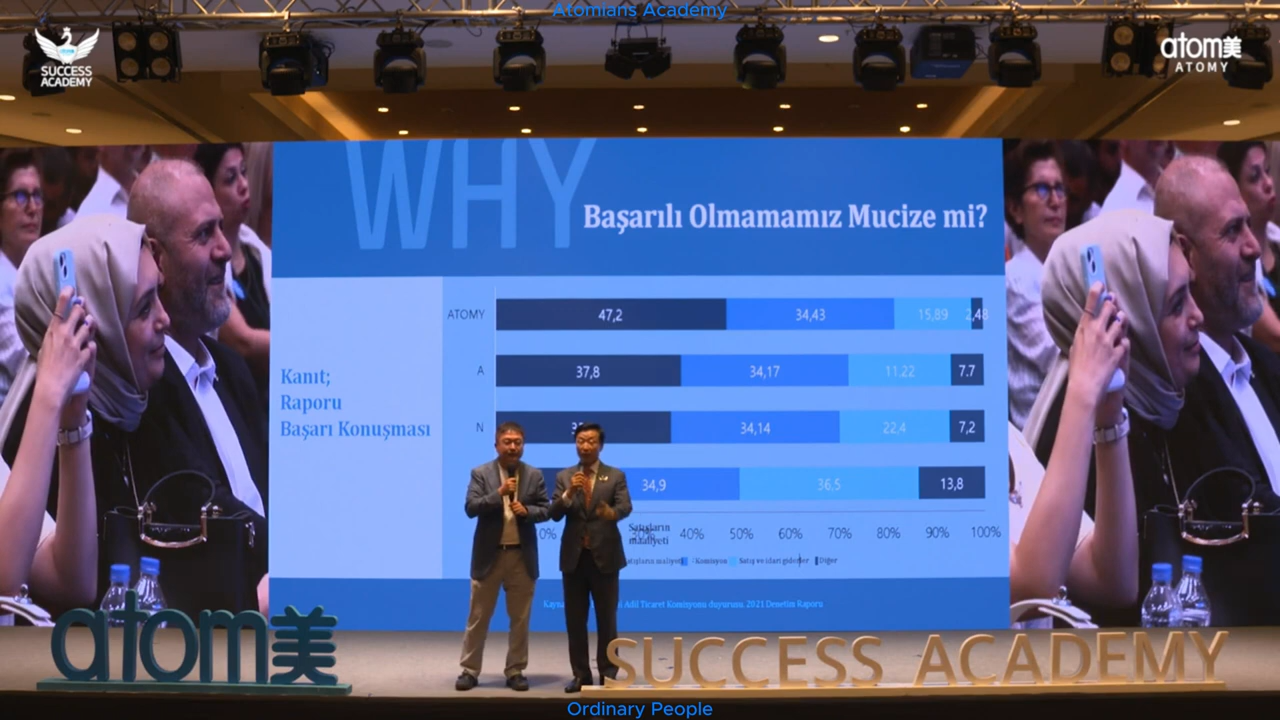 Atomians Academy
SUCCESS
ACADEMY
atom美
ATOMY
WHY
Başarılı Olmamamız Mucize mi?
Kanıt;
Raporu
Başarı Konuşması
ATOMY 47,2 34,43 15,89 2,48
A 37,8 34,17 11,22 7.7
N 34,14 22,4 7,2
34,9 36,5 13,8
0% 40% 50% 60% 70% 80% 90% 100%
Satışların
maliyeti
Komisyon Satış ve idari giderler Diğer
Adil Ticaret Komisyonu duyurusu. 2021 Denetim Raporu
atom美
SUCCESS ACADEMY
Ordinary People